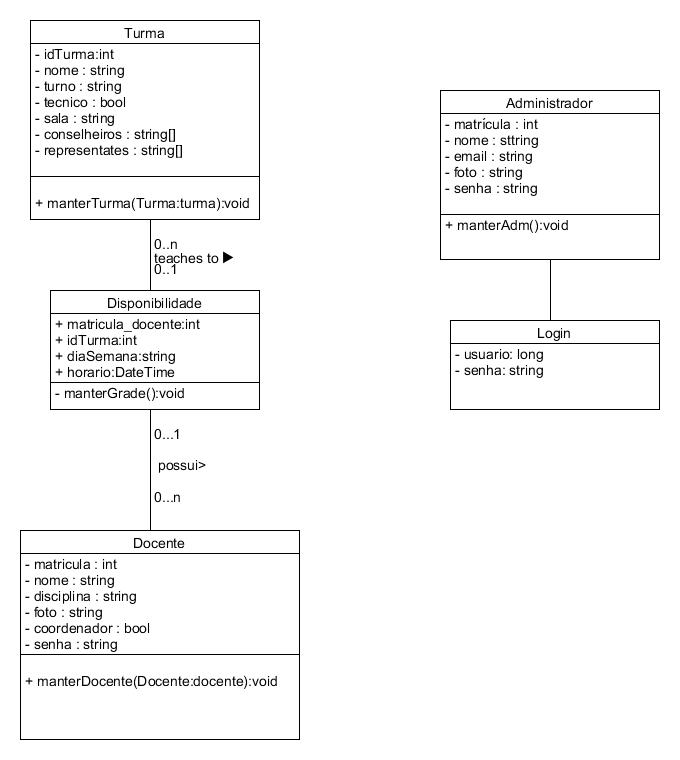 Turma
- idTurma:int
- nome : string
- turno : string
- tecnico : bool
- sala : string
- conselheiros : string[]
- representates : string[]
+ manterTurma(Turma:turma):void
0..n
teaches to ▶
0..1
Disponibilidade
+ matricula_docente:int
+ idTurma:int
+ diaSemana:string
+ horario:DateTime
- manterGrade():void
0...1
possui>
0...n
Docente
- matricula : int
- nome : string
- disciplina : string
- foto : string
- coordenador : bool
- senha : string
+ manterDocente(Docente:docente):void
Administrador
- matrícula : int
- nome : sttring
- email : string
- foto : string
- senha : string
+ manterAdm():void
Login
- usuario: long
- senha: string